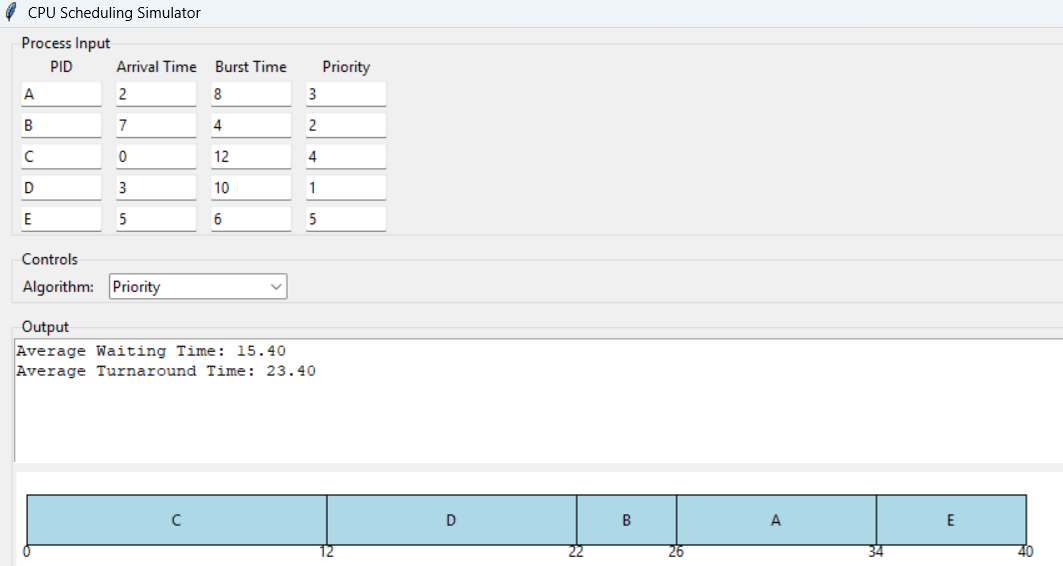 CPU Scheduling Simulator
Process Input
PID Arrival Time Burst Time Priority
A 2 8 3
B 7 4 2
C 0 12 4
D 3 10 1
E 5 6 5
Controls
Algorithm: Priority
Output
Average Waiting Time: 15.40
Average Turnaround Time: 23.40
C D B A E
0 12 22 26 34 40